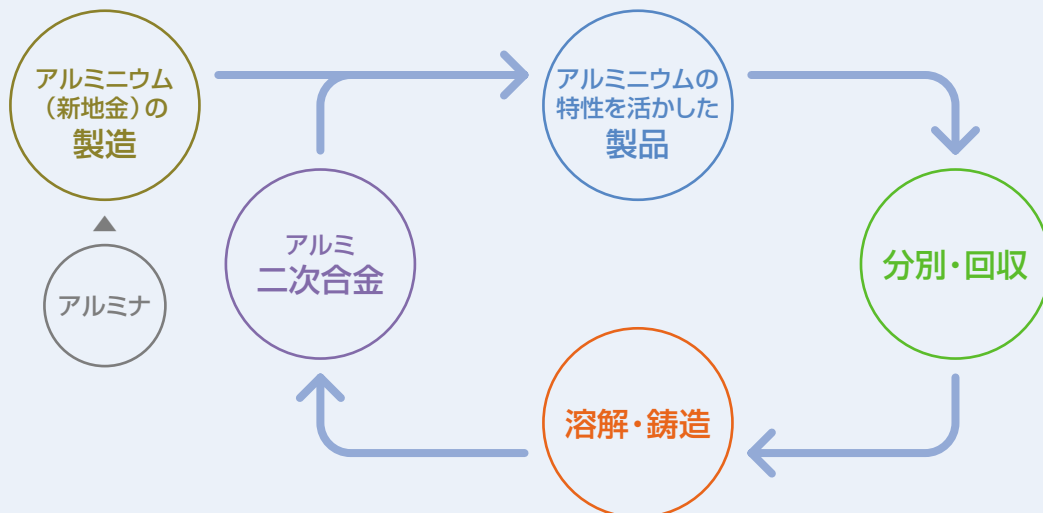 アルミニウム
（新地金）の
製造
アルミナ
アルミ
二次合金
アルミニウムの
特性を活かした
製品
分別・回収
溶解・鋳造